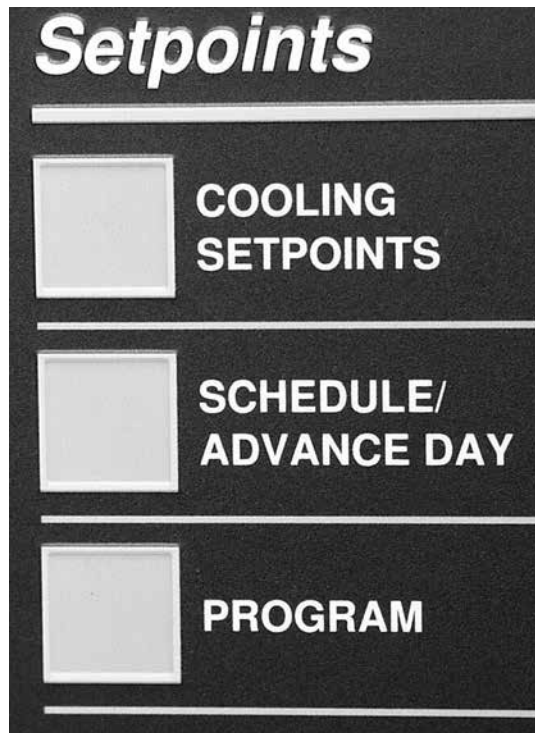 Setpoints
COOLING
SETPOINTS
SCHEDULE/
ADVANCE DAY
PROGRAM